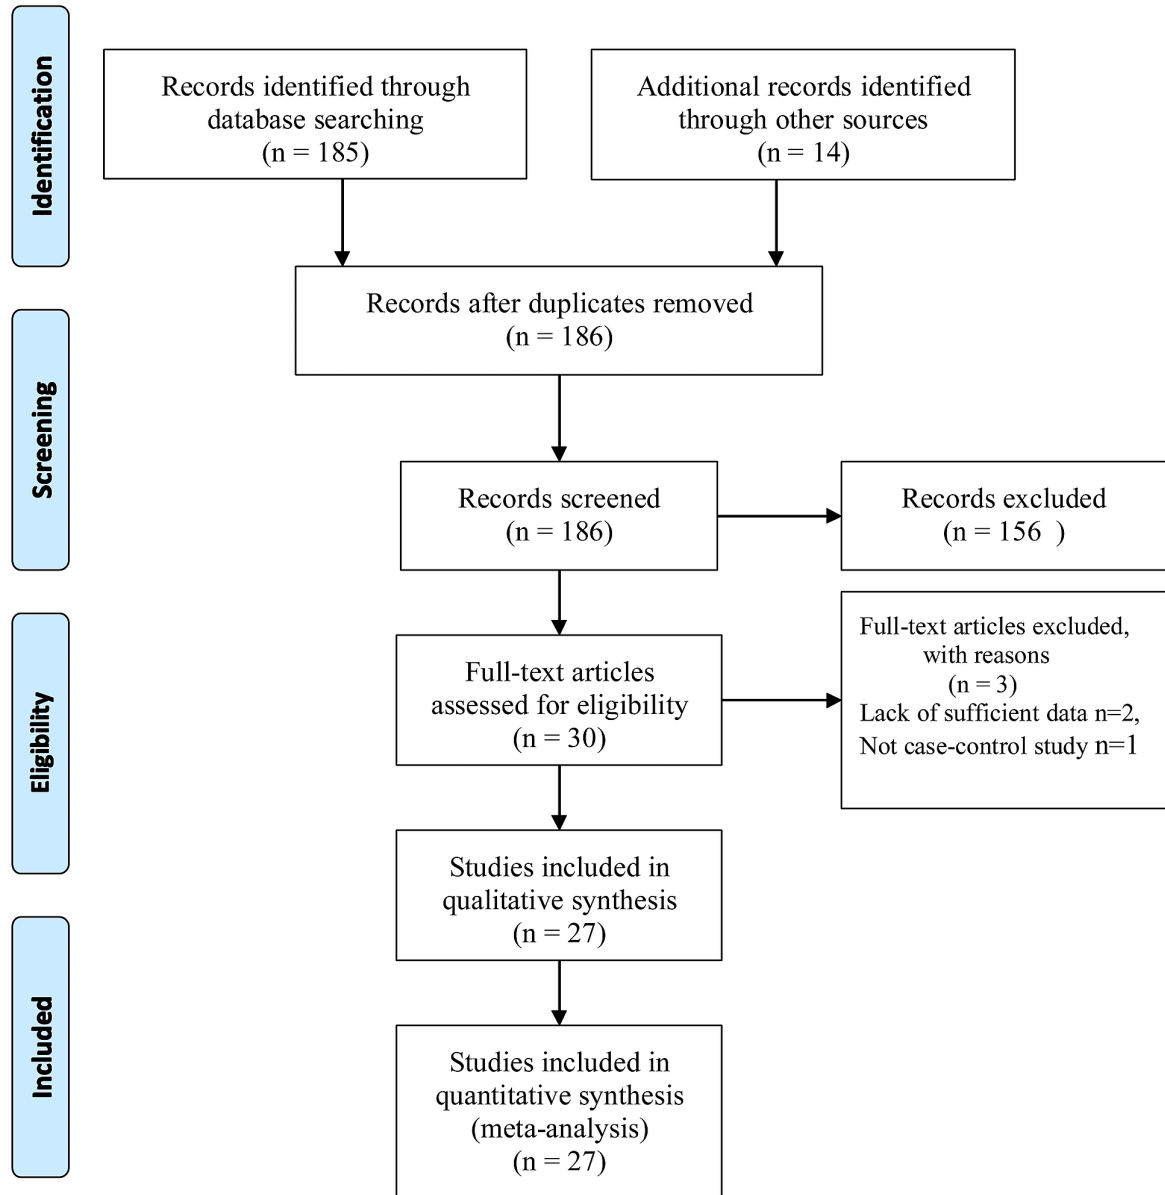 Identification
Records identified through
database searching
(n = 185)
Additional records identified
through other sources
(n = 14)
Records after duplicates removed
(n = 186)
Screening
Records screened
(n = 186)
Records excluded
(n = 156  )
Eligibility
Full-text articles
assessed for eligibility
(n = 30)
Full-text articles excluded,
with reasons
(n = 3)
Lack of sufficient data n=2,
Not case-control study n=1
Studies included in
qualitative synthesis
(n = 27)
Included
Studies included in
quantitative synthesis
(meta-analysis)
(n = 27)